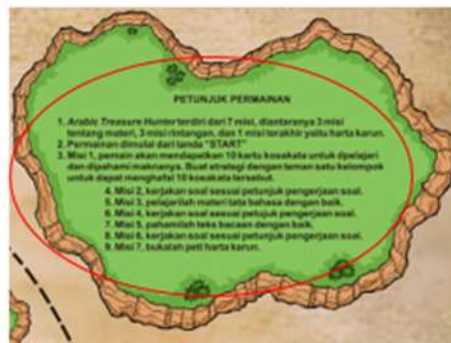 PETUNJUK PERMAINAN
1. Arabic Treasure Hunter terdiri dari 7 misi, diantaranya 3 misi
tentang materi, 3 misi rintangan, dan 1 misi terakhir yaitu harta karun.
2. Permainan dimulai dari tanda "START"
3. Misi 1, pemain akan mendapatkan 10 kartu kosakata untuk dipelajari
dan dipahami maknanya. Buat strategi dengan teman satu kelompok
untuk dapat menghafal 10 kosakata tersebut.
4. Misi 2, kerjakan soal sesuai petunjuk pengerjaan soal.
5. Misi 3, pelajarilah materi tata bahasa dengan baik.
6. Misi 4, kerjakan soal sesuai petujuk pengerjaan soal.
7. Misi 5, pahamilah teks bacaan dengan baik.
8. Misi 6, kerjakan soal sesuai petunjuk pengerjaan soal.
9. Misi 7, bukalah peti harta karun.